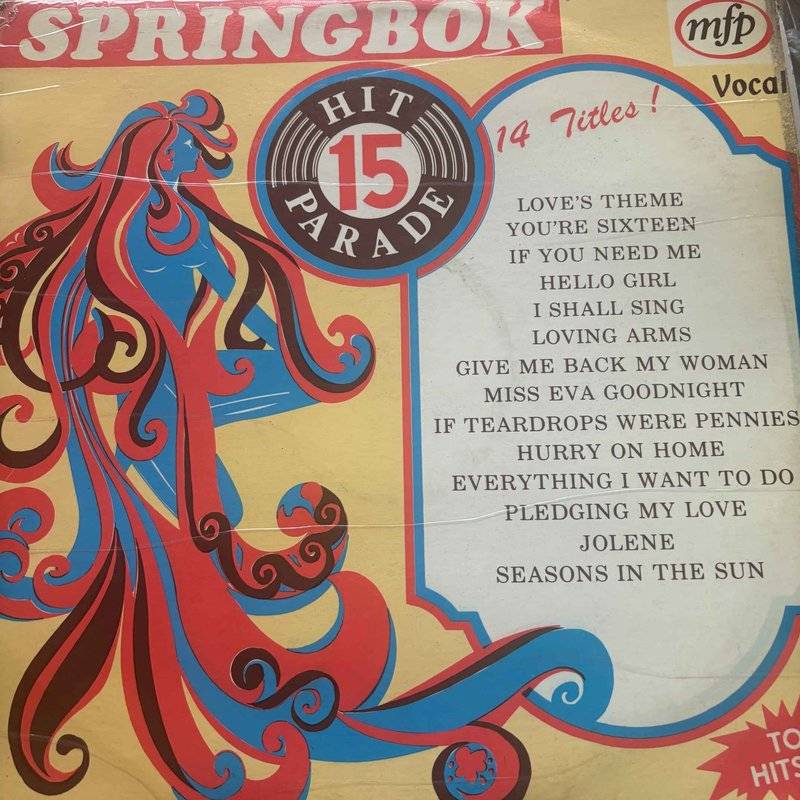 SPRINGBOK
mfp
Vocal
HIT
15
PARADE
14 Titles!
LOVE'S THEME
YOU'RE SIXTEEN
IF YOU NEED ME
HELLO GIRL
I SHALL SING
LOVING ARMS
GIVE ME BACK MY WOMAN
MISS EVA GOODNIGHT
IF TEARDROPS WERE PENNIES
HURRY ON HOME
EVERYTHING I WANT TO DO
PLEDGING MY LOVE
JOLENE
SEASONS IN THE SUN
TO
HITS